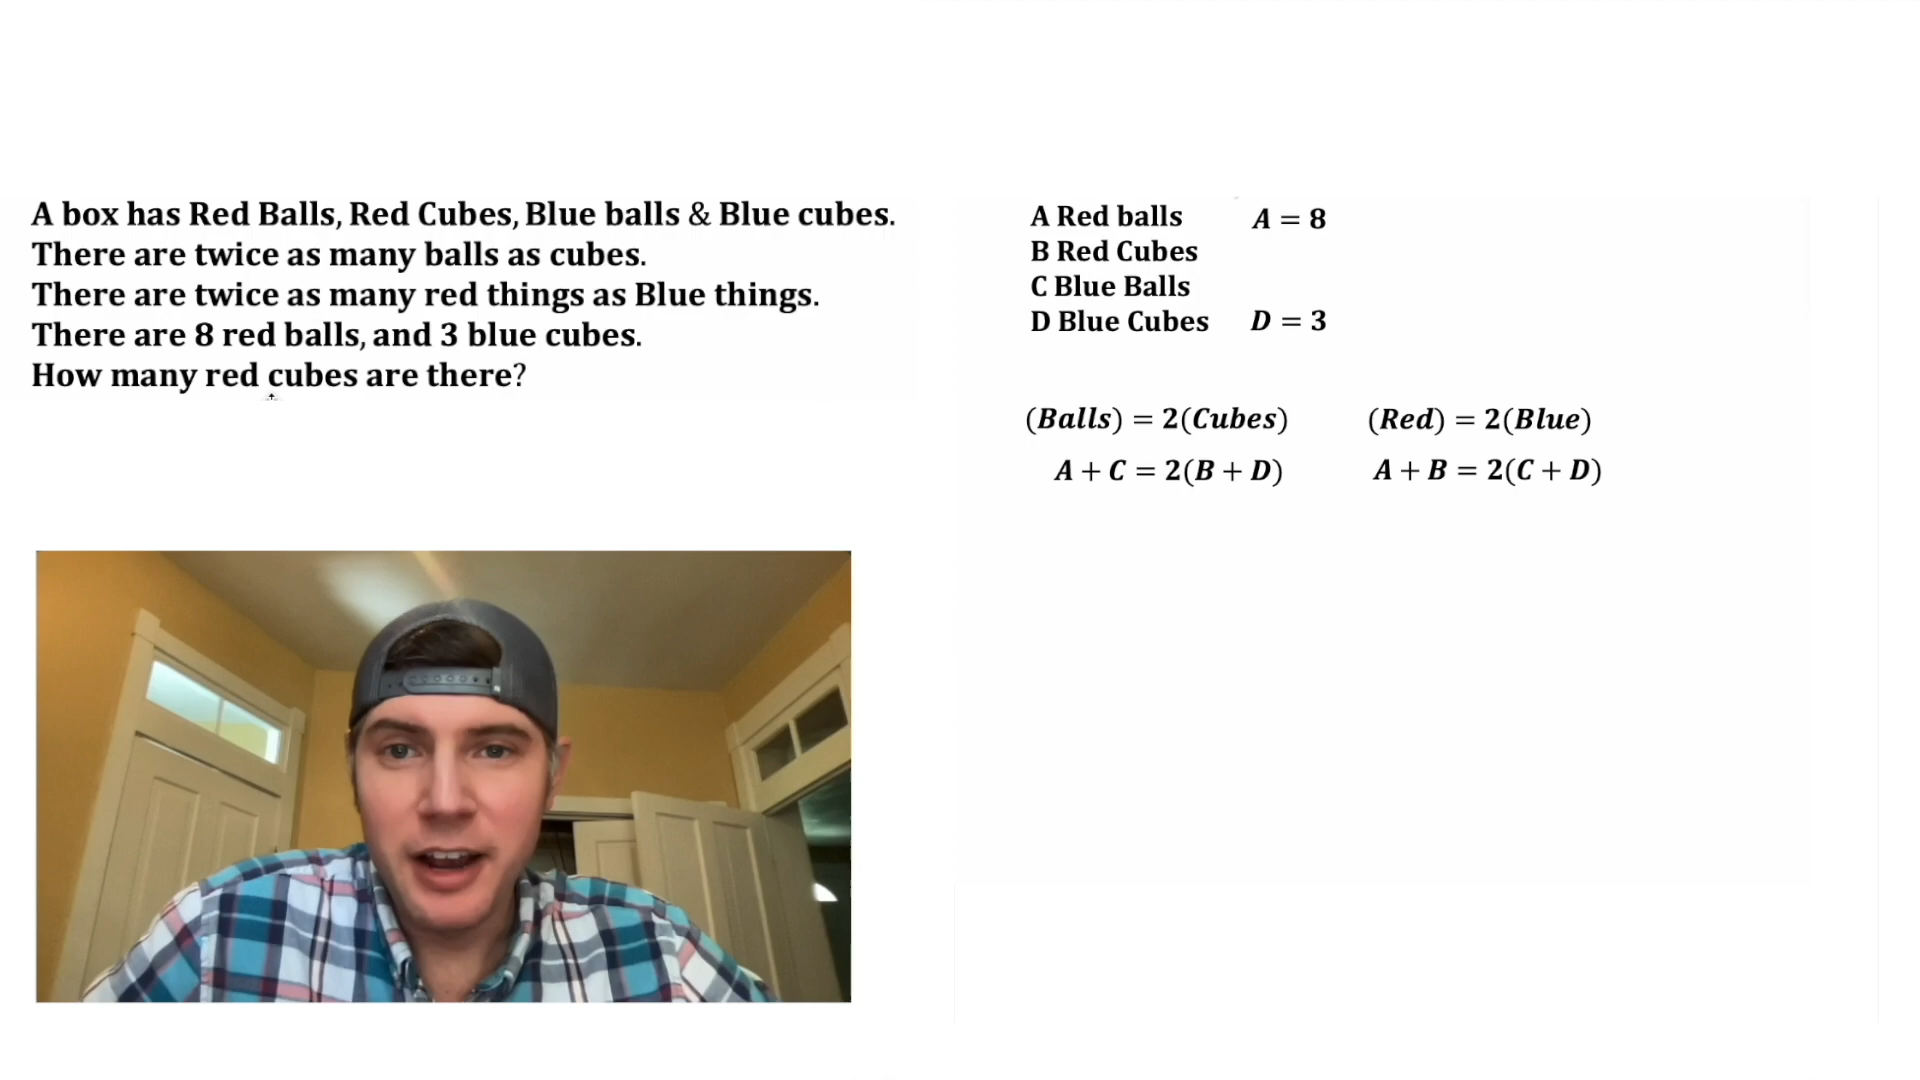 A box has Red Balls, Red Cubes, Blue balls & Blue cubes.
There are twice as many balls as cubes.
There are twice as many red things as Blue things.
There are 8 red balls, and 3 blue cubes.
How many red cubes are there?
A Red balls A = 8
B Red Cubes
C Blue Balls
D Blue Cubes D = 3
(Balls) = 2(Cubes) (Red) = 2(Blue)
A + C = 2(B + D) A + B = 2(C + D)